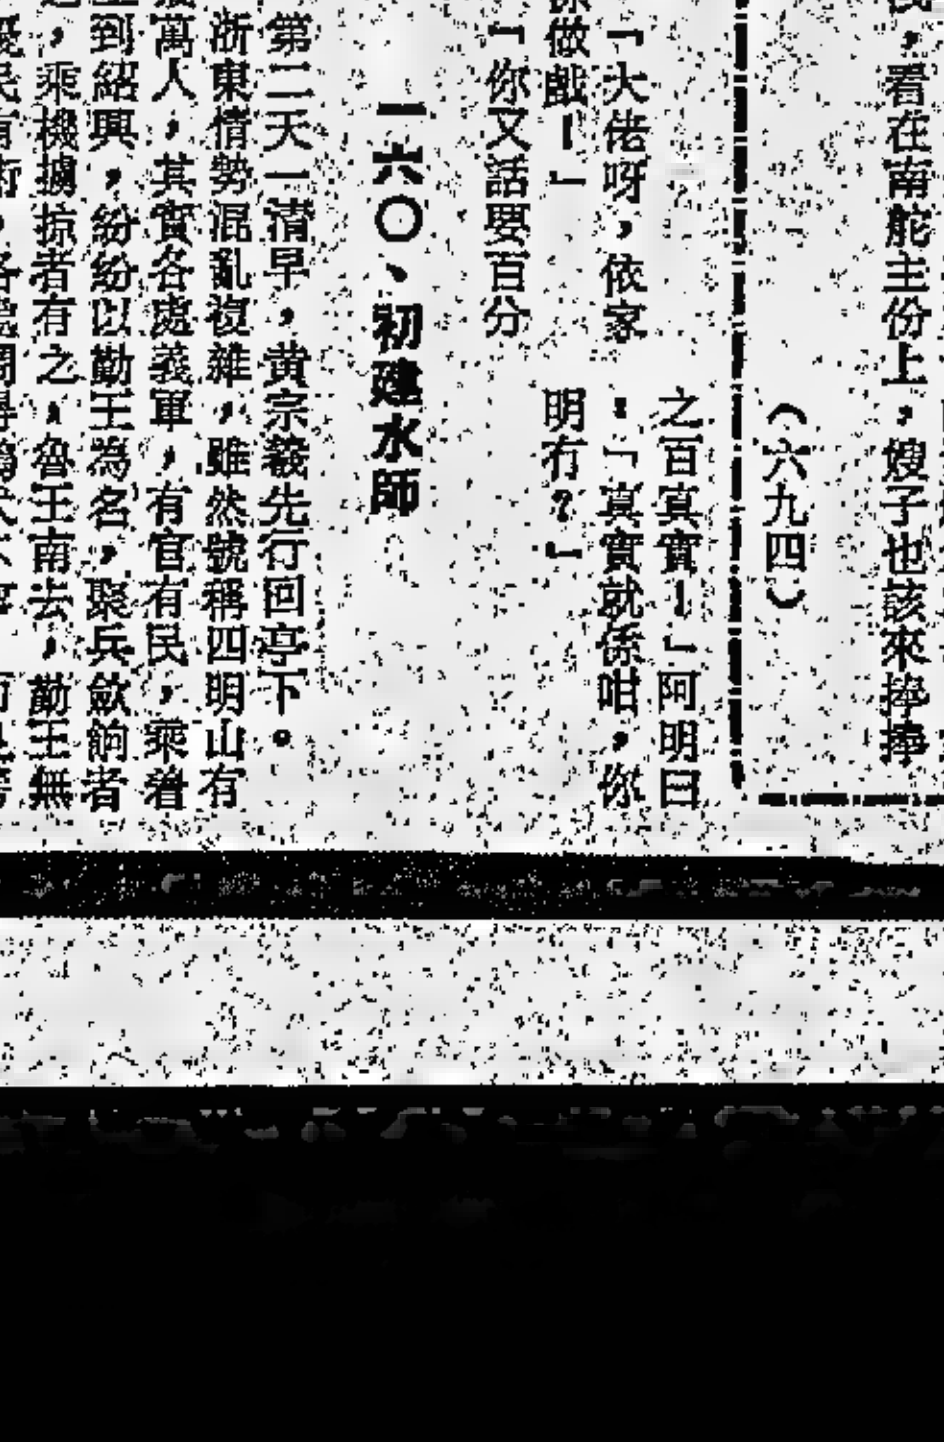 ，看在南舵主份上，嫂子也該來捧捧
（六九四）
之百真實！」阿明曰
：「真實就係咁，你
明冇？」
「大佬呀，依家
係做戲！」
「你又話要百分
一六〇、初建水師
第二天一清早，黄宗羲先行回亭下。
浙東情勢混亂複雜，雖然號稱四明山有
萬人，其實各處義軍，有官有民，乘着
到紹興，紛紛以勤王為名，聚兵斂餉者
，乘機擄掠者有之，魯王南去，勤王無